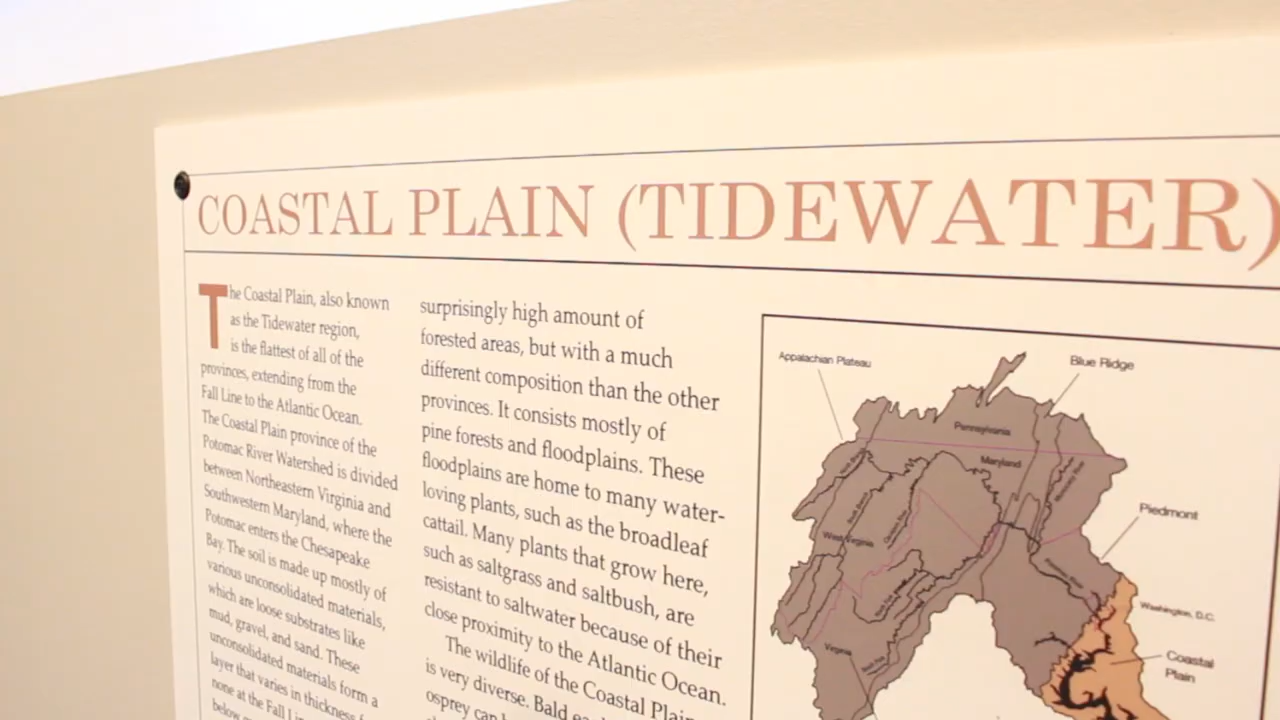 COASTAL PLAIN (TIDEWATER)
The Coastal Plain, also known
as the Tidewater region,
is the flattest of all of the
provinces, extending from the
Fall Line to the Atlantic Ocean.
The Coastal Plain province of the
Potomac River Watershed is divided
between Northeastern Virginia and
Southwestern Maryland, where the
Potomac enters the Chesapeake
Bay. The soil is made up mostly of
various unconsolidated materials,
which are loose substrates like
mud, gravel, and sand. These
unconsolidated materials form a
layer that varies in thickness
none at the Fall
below
surprisingly high amount of
forested areas, but with a much
different composition than the other
provinces. It consists mostly of
pine forests and floodplains. These
floodplains are home to many water-
loving plants, such as the broadleaf
cattail. Many plants that grow here,
such as saltgrass and saltbush, are
resistant to saltwater because of their
close proximity to the Atlantic Ocean.
The wildlife of the Coastal Plain
is very diverse. Bald
osprey can
Appalachian Plateau
Blue Ridge
Pennsylvania
Maryland
Piedmont
West Virginia
Washington, D.C.
Virginia
Coastal
Plain